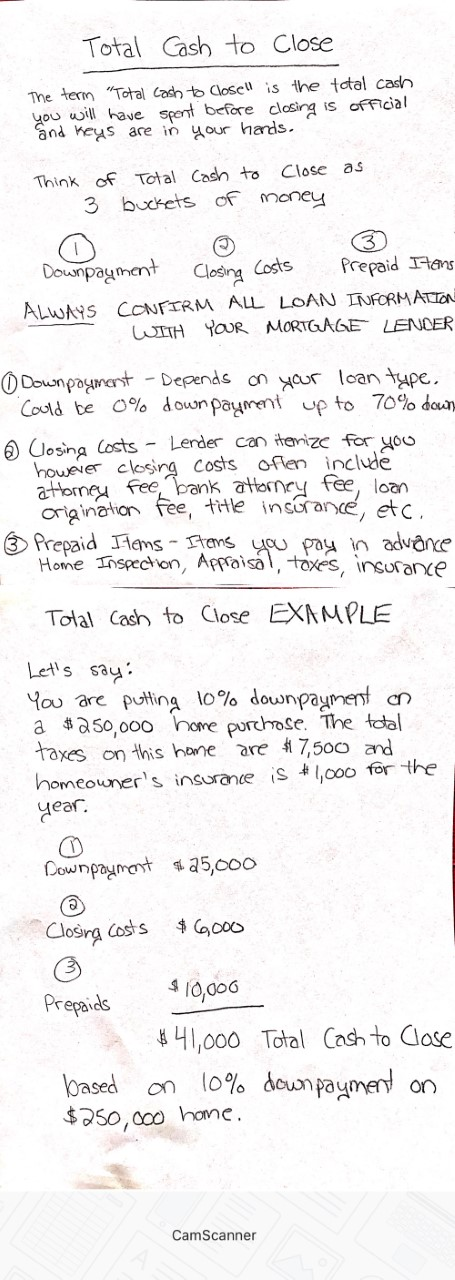 Total Cash to Close
The term "Total Cash to Close" is the total cash
you will have spent before closing is official
and keys are in your hands.
Think of Total Cash to Close as
3 buckets of money
① ② ③
Downpayment Closing Costs Prepaid Items
ALWAYS CONFIRM ALL LOAN INFORMATION
WITH YOUR MORTGAGE LENDER
① Downpayment - Depends on your loan type.
Could be 0% downpayment up to 70% down
② Closing Costs - Lender can itemize for you
however closing costs often include
attorney fee, bank attorney fee, loan
origination fee, title insurance, etc.
③ Prepaid Items - Items you pay in advance
Home Inspection, Appraisal, taxes, insurance
Total Cash to Close EXAMPLE
Let's say:
You are putting 10% downpayment on
a $250,000 home purchase. The total
taxes on this home are $7,500 and
homeowner's insurance is $1,000 for the
year.
①
Downpayment $25,000
②
Closing Costs $6,000
③
Prepaids $10,000
$41,000 Total Cash to Close
based on 10% downpayment on
$250,000 home.
CamScanner